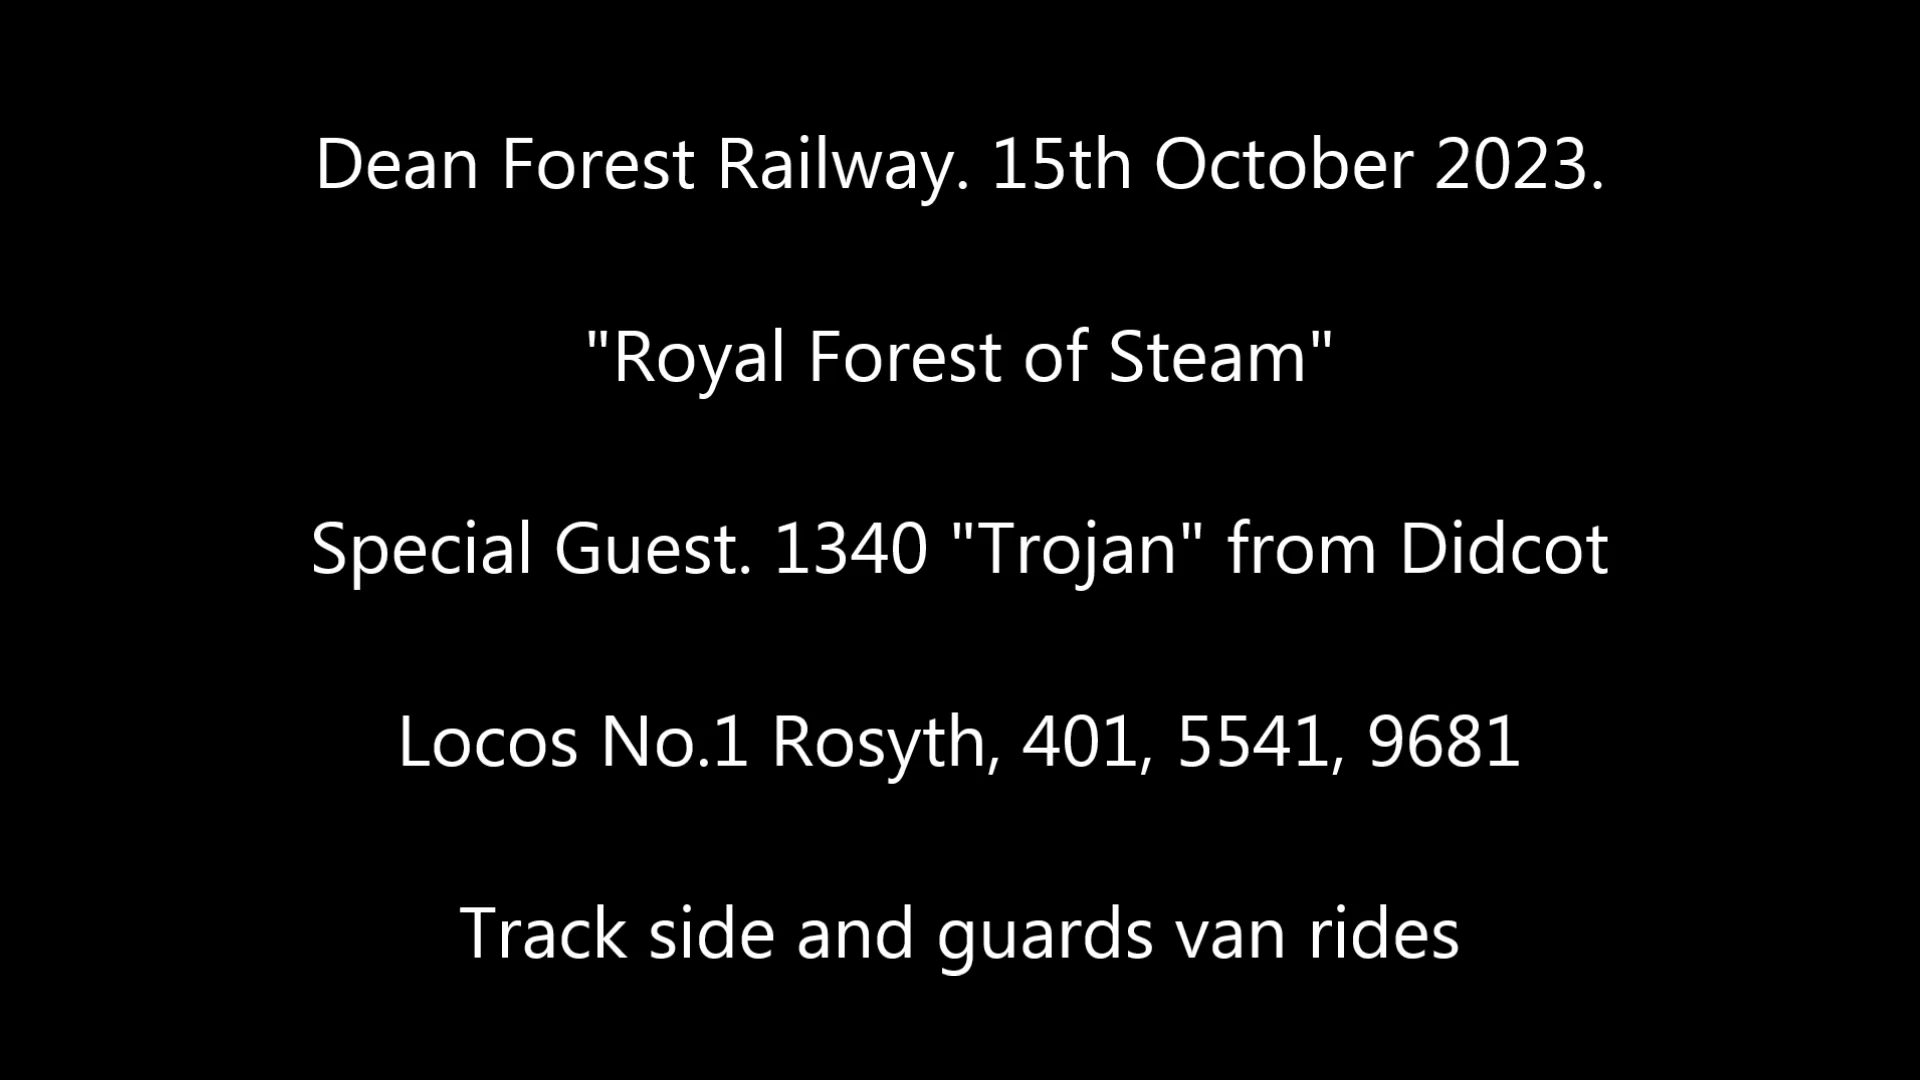 Dean Forest Railway. 15th October 2023.
"Royal Forest of Steam"
Special Guest. 1340 "Trojan" from Didcot
Locos No.1 Rosyth, 401, 5541, 9681
Track side and guards van rides